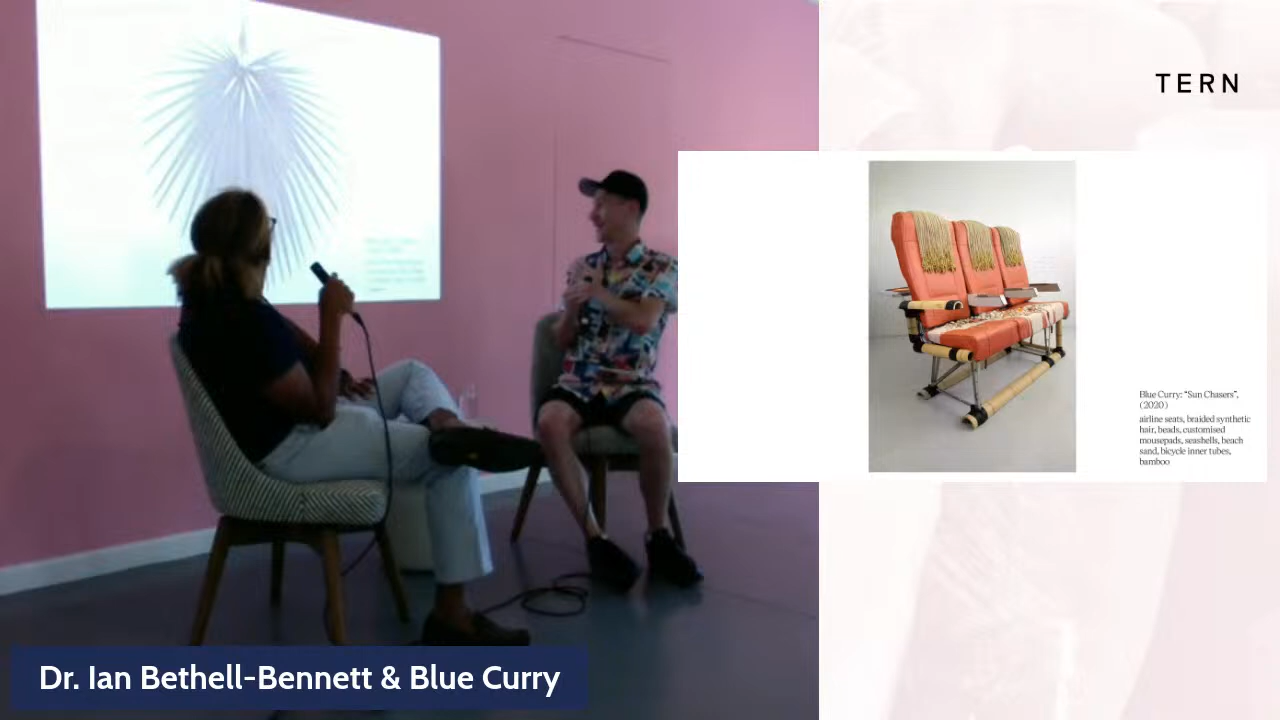 TERN
Blue Curry: "Sun Chasers",
(2020)
airline seats, braided synthetic
hair, beads, customised
mousepads, seashells, beach
sand, bicycle inner tubes,
bamboo
Dr. Ian Bethell-Bennett & Blue Curry